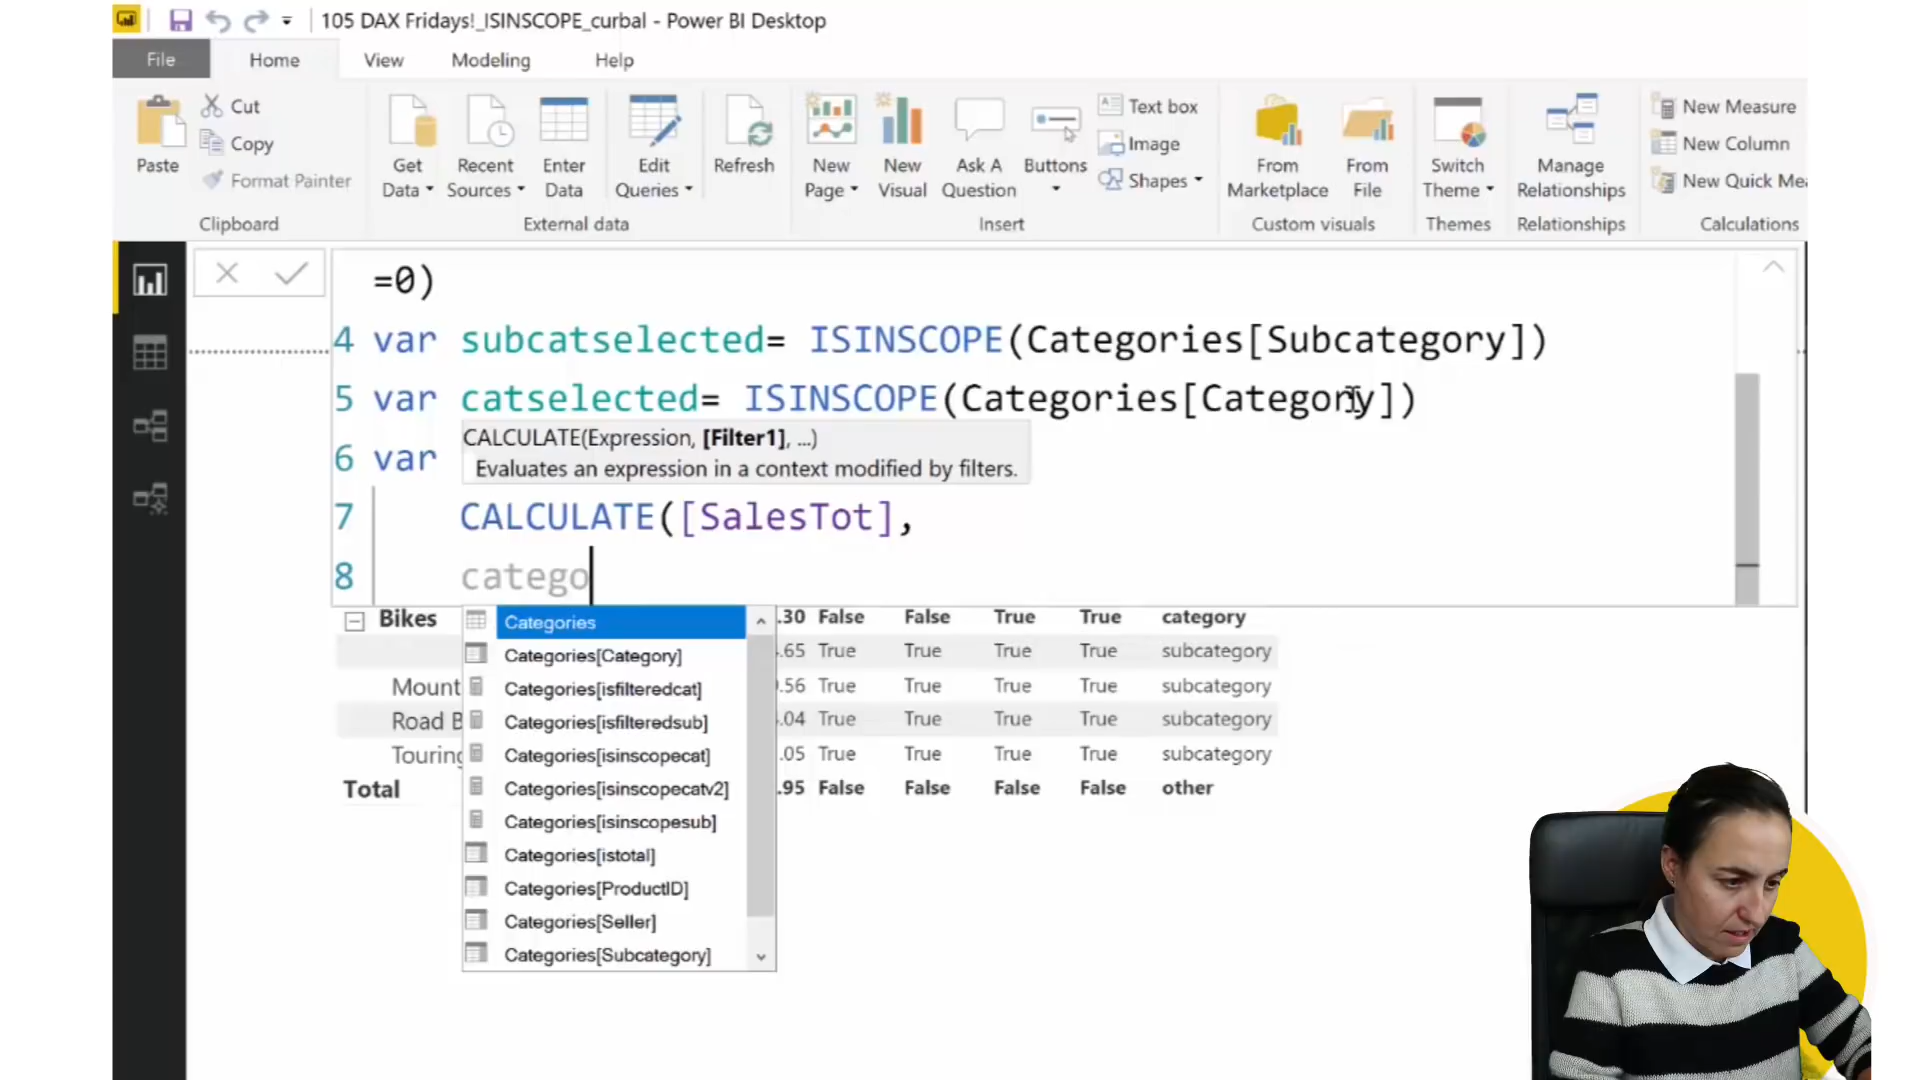 105 DAX Fridays!_ISINSCOPE_curbal - Power BI Desktop
File Home View Modeling Help
Paste
Cut
Copy
Format Painter
Clipboard
Get Data
Recent Sources
Enter Data
Edit Queries
Refresh
External data
New Page
New Visual
Ask A Question
Buttons
Text box
Image
Shapes
Insert
From Marketplace
From File
Custom visuals
Switch Theme
Themes
Manage Relationships
Relationships
New Measure
New Column
New Quick Mea
Calculations
=0)
4 var subcatselected= ISINSCOPE(Categories[Subcategory])
5 var catselected= ISINSCOPE(Categories[Category])
CALCULATE(Expression, [Filter1], ...)
6 var
Evaluates an expression in a context modified by filters.
7 CALCULATE([SalesTot],
8 catego
Categories
Categories[Category]
Categories[isfilteredcat]
Categories[isfilteredsub]
Categories[isinscopecat]
Categories[isinscopecatv2]
Categories[isinscopesub]
Categories[istotal]
Categories[ProductID]
Categories[Seller]
Categories[Subcategory]
Bikes .30 False False True True category
.65 True True True True subcategory
Mount .56 True True True True subcategory
Road B .04 True True True True subcategory
Touring .05 True True True True subcategory
Total .95 False False False False other